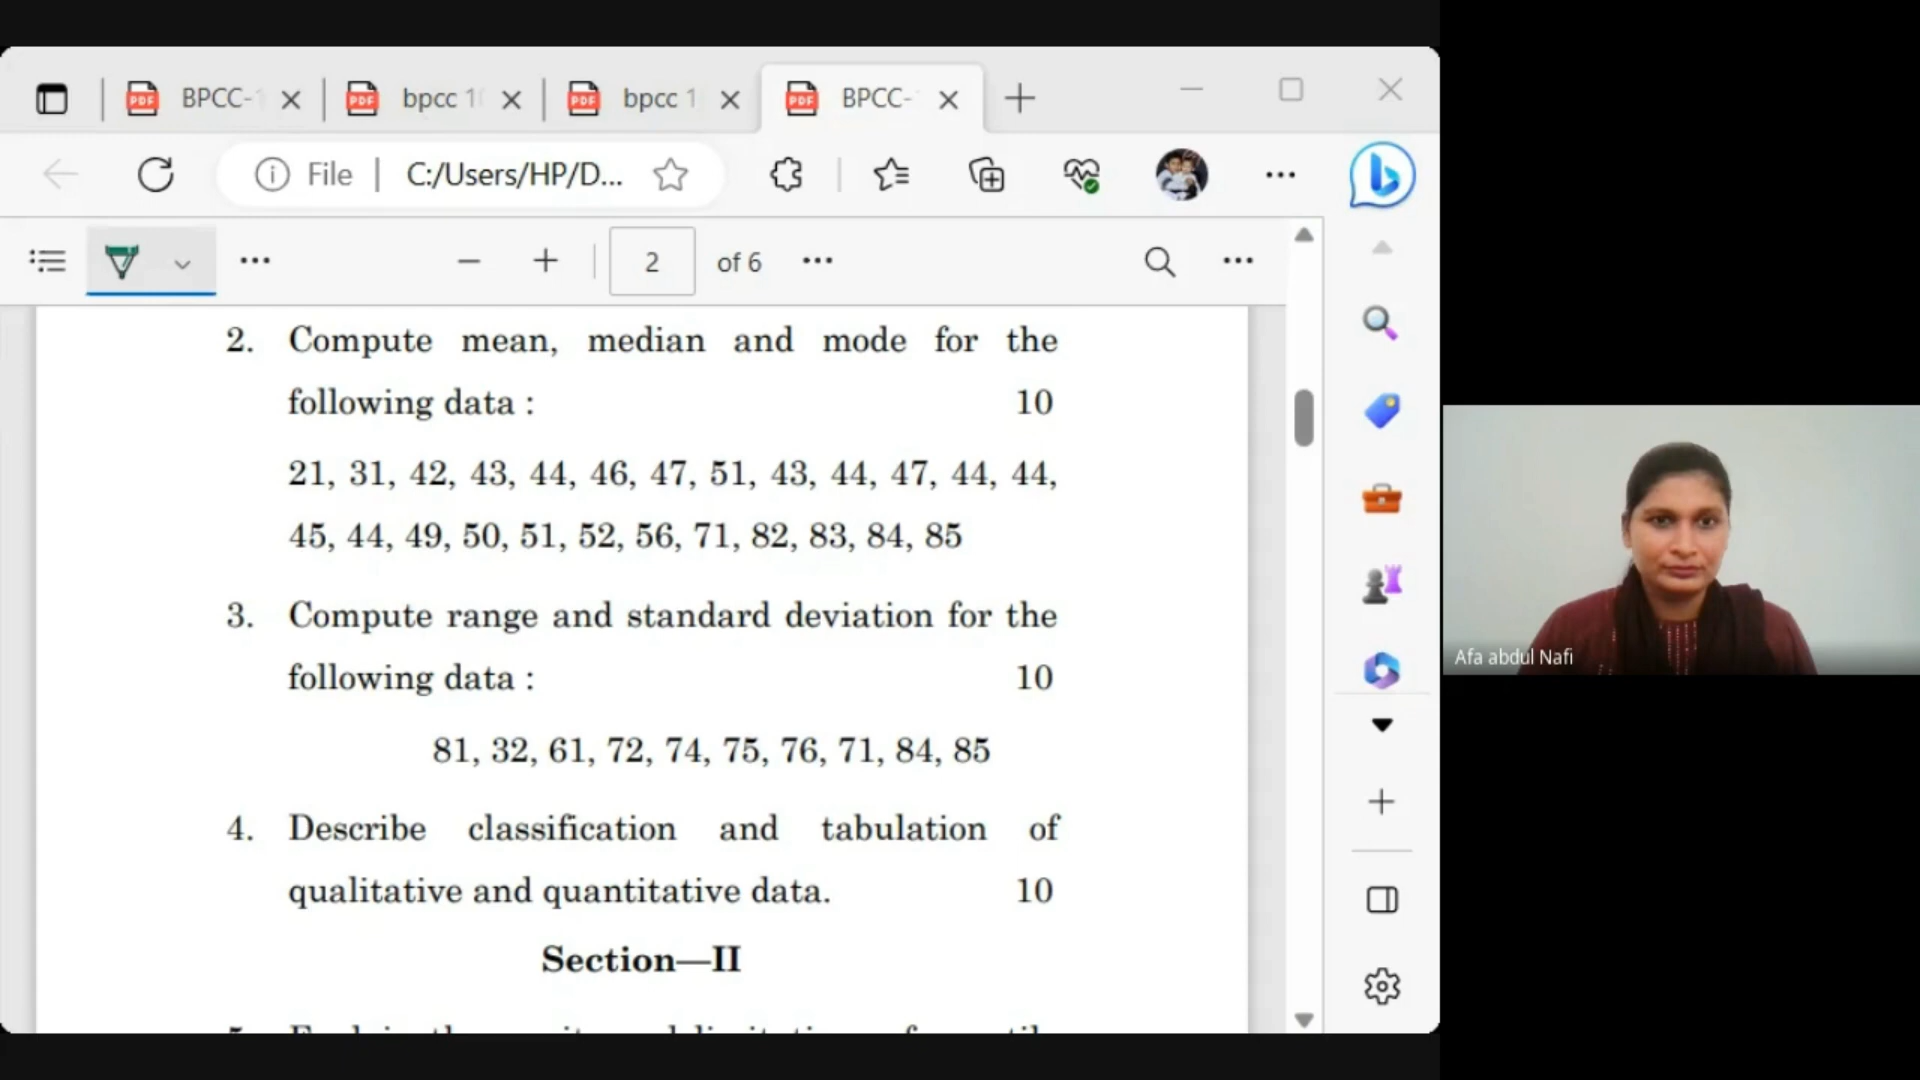 BPCC-
bpcc 1
bpcc 1
BPCC-
File
C:/Users/HP/D...
2
of 6
2. Compute mean, median and mode for the
following data : 10
21, 31, 42, 43, 44, 46, 47, 51, 43, 44, 47, 44, 44,
45, 44, 49, 50, 51, 52, 56, 71, 82, 83, 84, 85
3. Compute range and standard deviation for the
following data : 10
81, 32, 61, 72, 74, 75, 76, 71, 84, 85
4. Describe classification and tabulation of
qualitative and quantitative data. 10
Section—II
Afa abdul Nafi